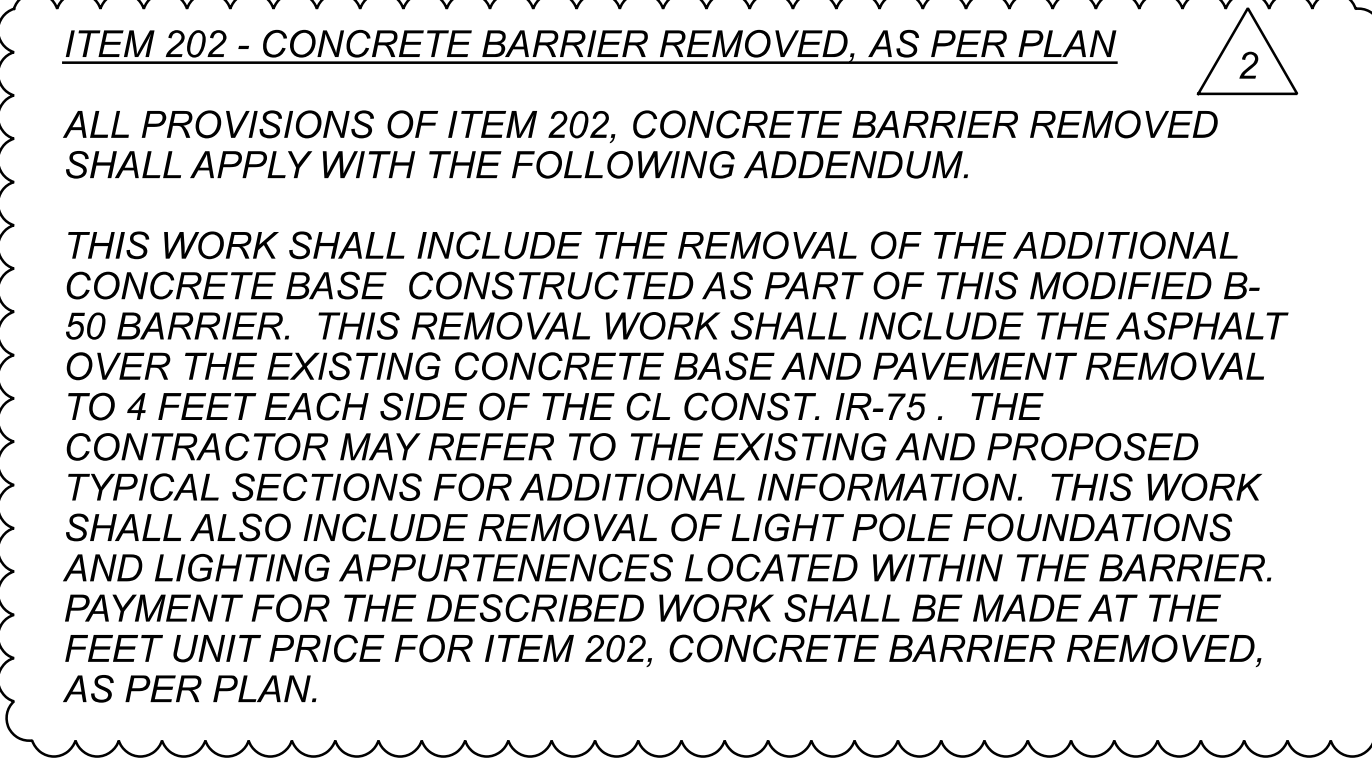 ITEM 202 - CONCRETE BARRIER REMOVED, AS PER PLAN
2
ALL PROVISIONS OF ITEM 202, CONCRETE BARRIER REMOVED
SHALL APPLY WITH THE FOLLOWING ADDENDUM.
THIS WORK SHALL INCLUDE THE REMOVAL OF THE ADDITIONAL
CONCRETE BASE  CONSTRUCTED AS PART OF THIS MODIFIED B-
50 BARRIER.  THIS REMOVAL WORK SHALL INCLUDE THE ASPHALT
OVER THE EXISTING CONCRETE BASE AND PAVEMENT REMOVAL
TO 4 FEET EACH SIDE OF THE CL CONST. IR-75 .  THE
CONTRACTOR MAY REFER TO THE EXISTING AND PROPOSED
TYPICAL SECTIONS FOR ADDITIONAL INFORMATION.  THIS WORK
SHALL ALSO INCLUDE REMOVAL OF LIGHT POLE FOUNDATIONS
AND LIGHTING APPURTENENCES LOCATED WITHIN THE BARRIER.
PAYMENT FOR THE DESCRIBED WORK SHALL BE MADE AT THE
FEET UNIT PRICE FOR ITEM 202, CONCRETE BARRIER REMOVED,
AS PER PLAN.